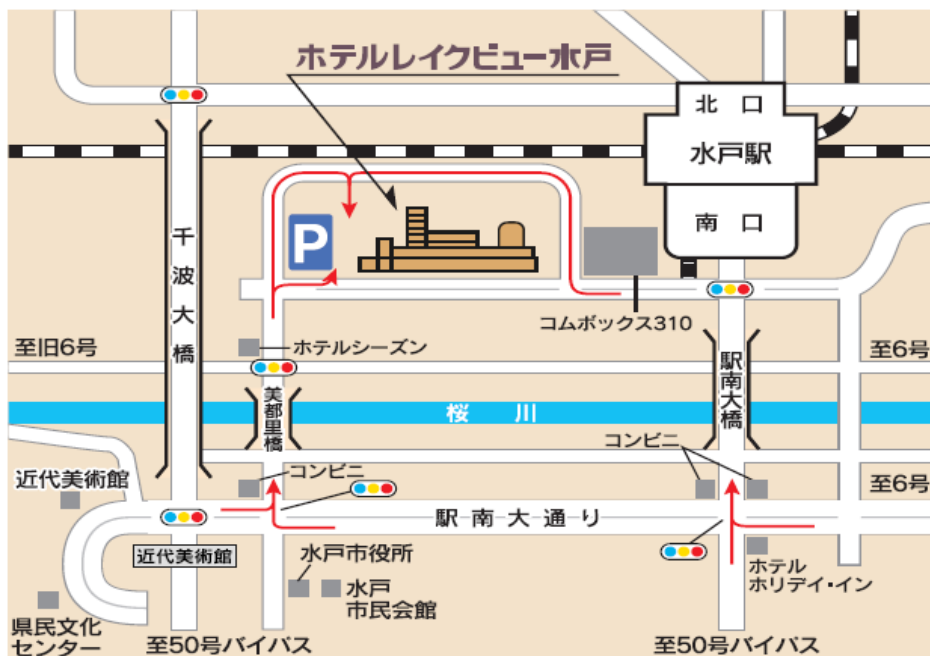 ホテルレイクビュー水戸
北口
水戸駅
南口
P
千波大橋
コムボックス310
至旧6号
ホテルシーズン
至6号
駅南大橋
美都里橋
桜川
コンビニ
近代美術館
コンビニ
至6号
駅南大通り
近代美術館
水戸市役所
水戸
市民会館
ホテル
ホリデイ・イン
県民文化
センター
至50号バイパス
至50号バイパス